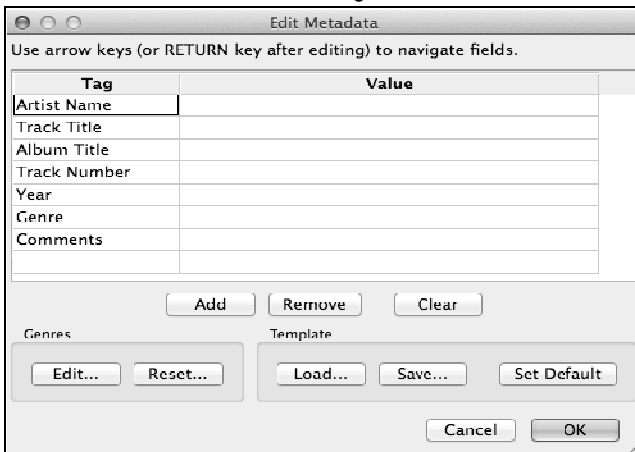 Edit Metadata
Use arrow keys (or RETURN key after editing) to navigate fields.
Tag Value
Artist Name
Track Title
Album Title
Track Number
Year
Genre
Comments
Add Remove Clear
Genres Template
Edit... Reset... Load... Save... Set Default
Cancel OK